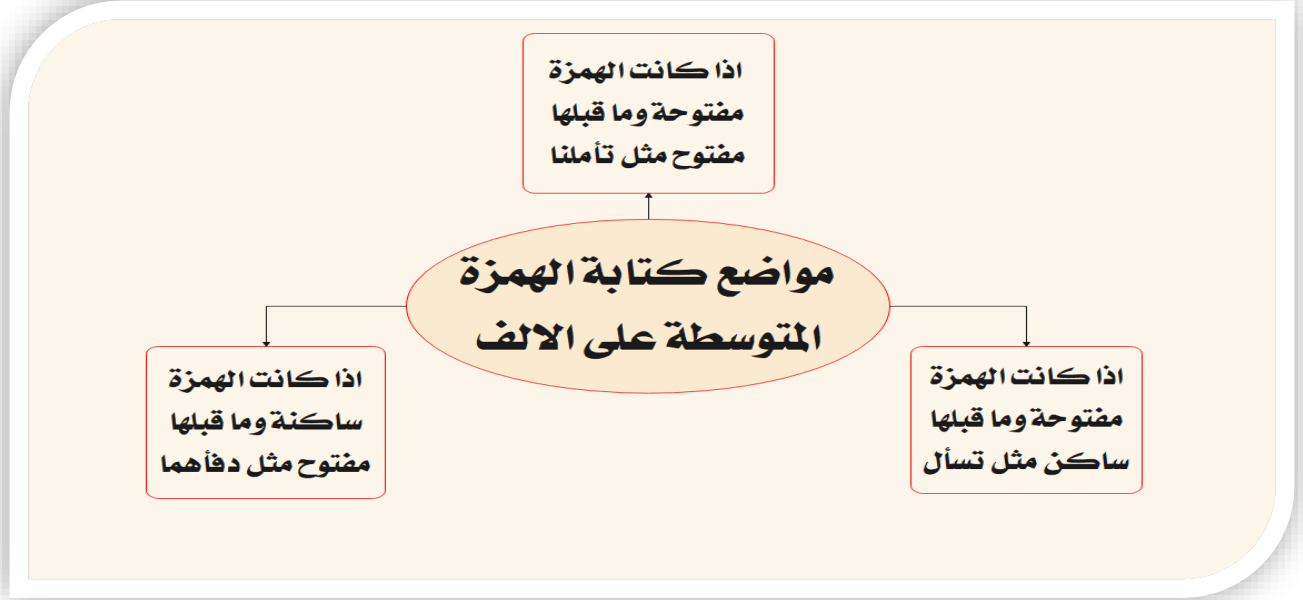 اذا كانت الهمزة
مفتوحة وما قبلها
مفتوح مثل تأملنا
مواضع كتابة الهمزة
المتوسطة على الالف
اذا كانت الهمزة
مفتوحة وما قبلها
ساكن مثل تسأل
اذا كانت الهمزة
ساكنة وما قبلها
مفتوح مثل دفأهما